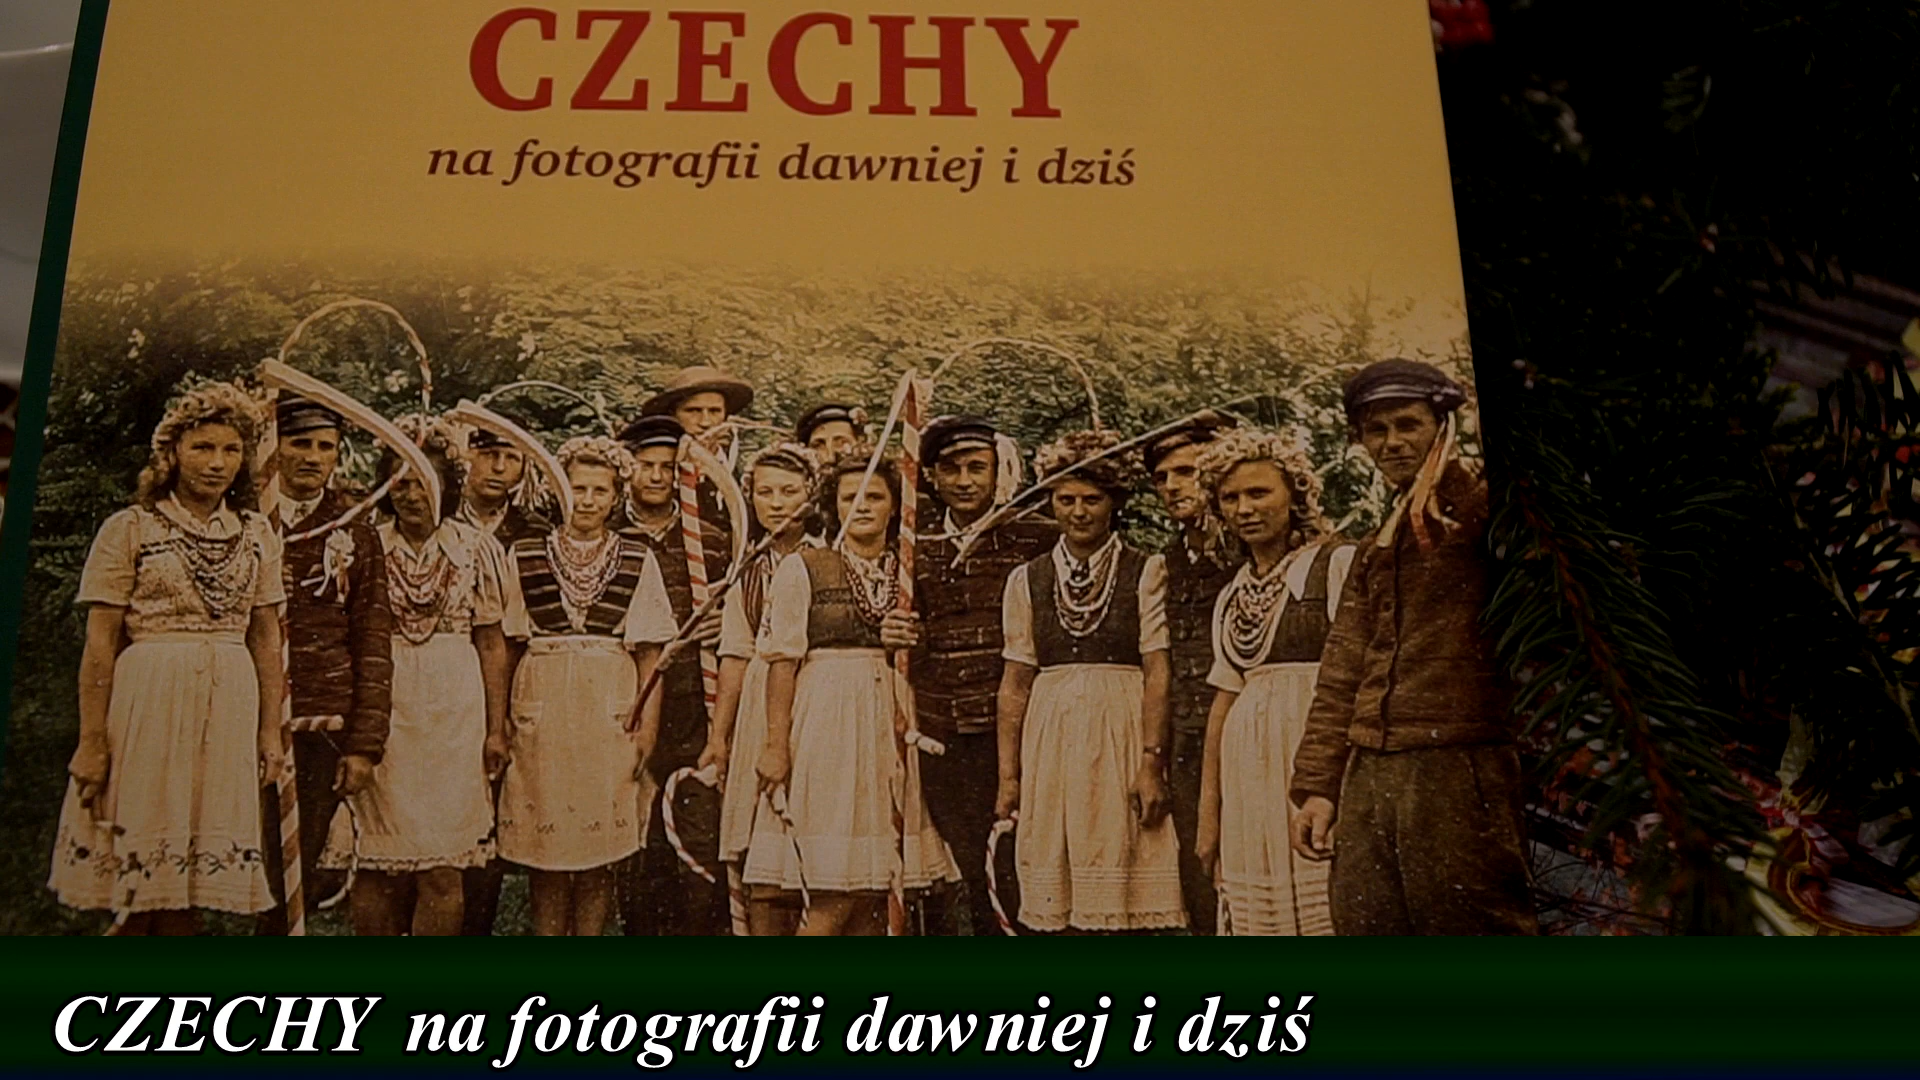 CZECHY
na fotografii dawniej i dziś
CZECHY na fotografii dawniej i dziś